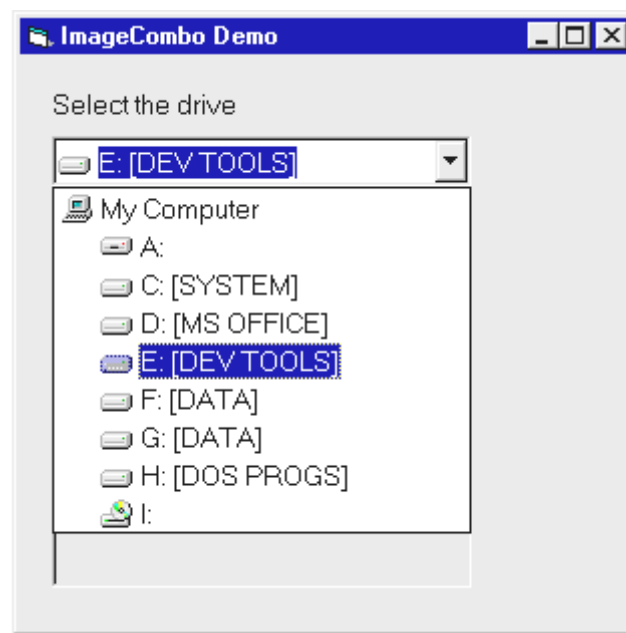 ImageCombo Demo
Select the drive
E: [DEV TOOLS]
My Computer
A:
C: [SYSTEM]
D: [MS OFFICE]
E: [DEV TOOLS]
F: [DATA]
G: [DATA]
H: [DOS PROGS]
I: